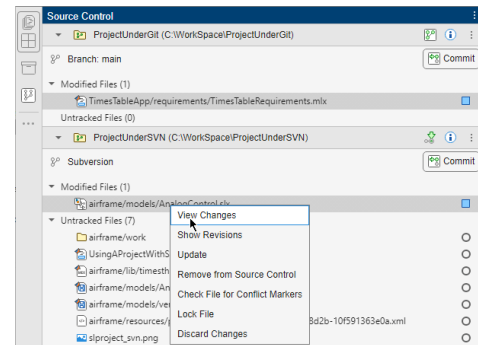 Source Control
ProjectUnderGit (C:\WorkSpace\ProjectUnderGit)
Branch: main
Commit
Modified Files (1)
TimesTableApp/requirements/TimesTableRequirements.mlx
Untracked Files (0)
ProjectUnderSVN (C:\WorkSpace\ProjectUnderSVN)
Subversion
Commit
Modified Files (1)
airframe/models/AnalogControl.slx
View Changes
Untracked Files (7)
airframe/work
Show Revisions
UsingAProjectWithS
Update
airframe/lib/timesth
Remove from Source Control
airframe/models/An
Check File for Conflict Markers
airframe/models/ver
Lock File
airframe/resources/
8d2b-10f591363e0a.xml
slproject_svn.png
Discard Changes